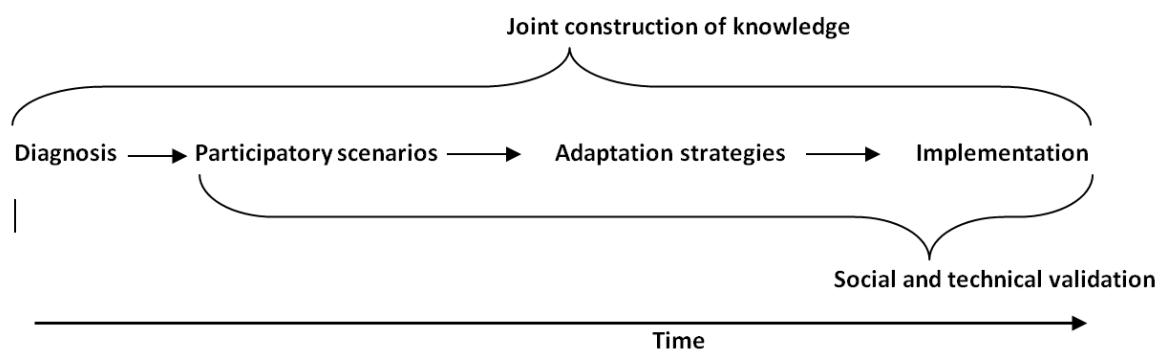 Joint construction of knowledge
Diagnosis Participatory scenarios Adaptation strategies Implementation
Social and technical validation
Time